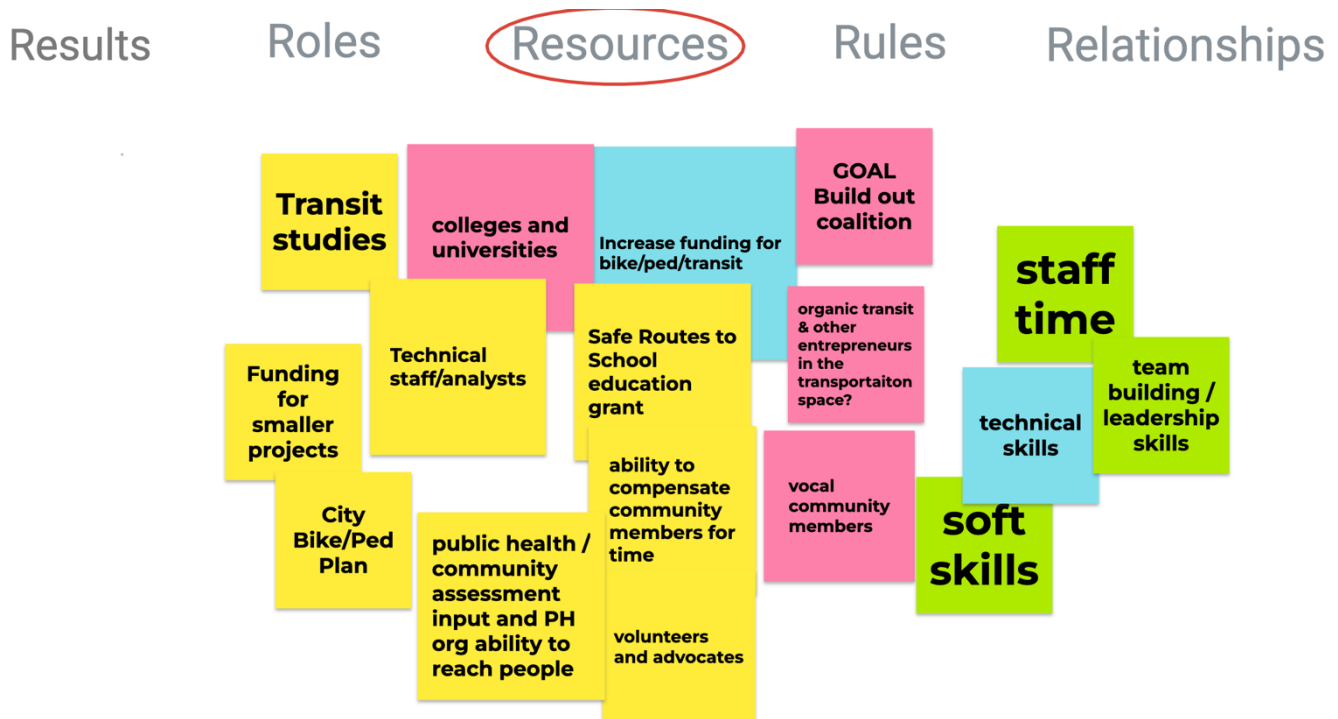 Results
Roles
Resources
Rules
Relationships
Transit
studies
colleges and
universities
Increase funding for
bike/ped/transit
GOAL
Build out
coalition
staff
time
Funding
for
smaller
projects
Technical
staff/analysts
Safe Routes to
School
education
grant
organic transit
& other
entrepreneurs
in the
transportaiton
space?
technical
skills
team
building /
leadership
skills
City
Bike/Ped
Plan
public health /
community
assessment
input and PH
org ability to
reach people
ability to
compensate
community
members for
time
vocal
community
members
soft
skills
volunteers
and advocates